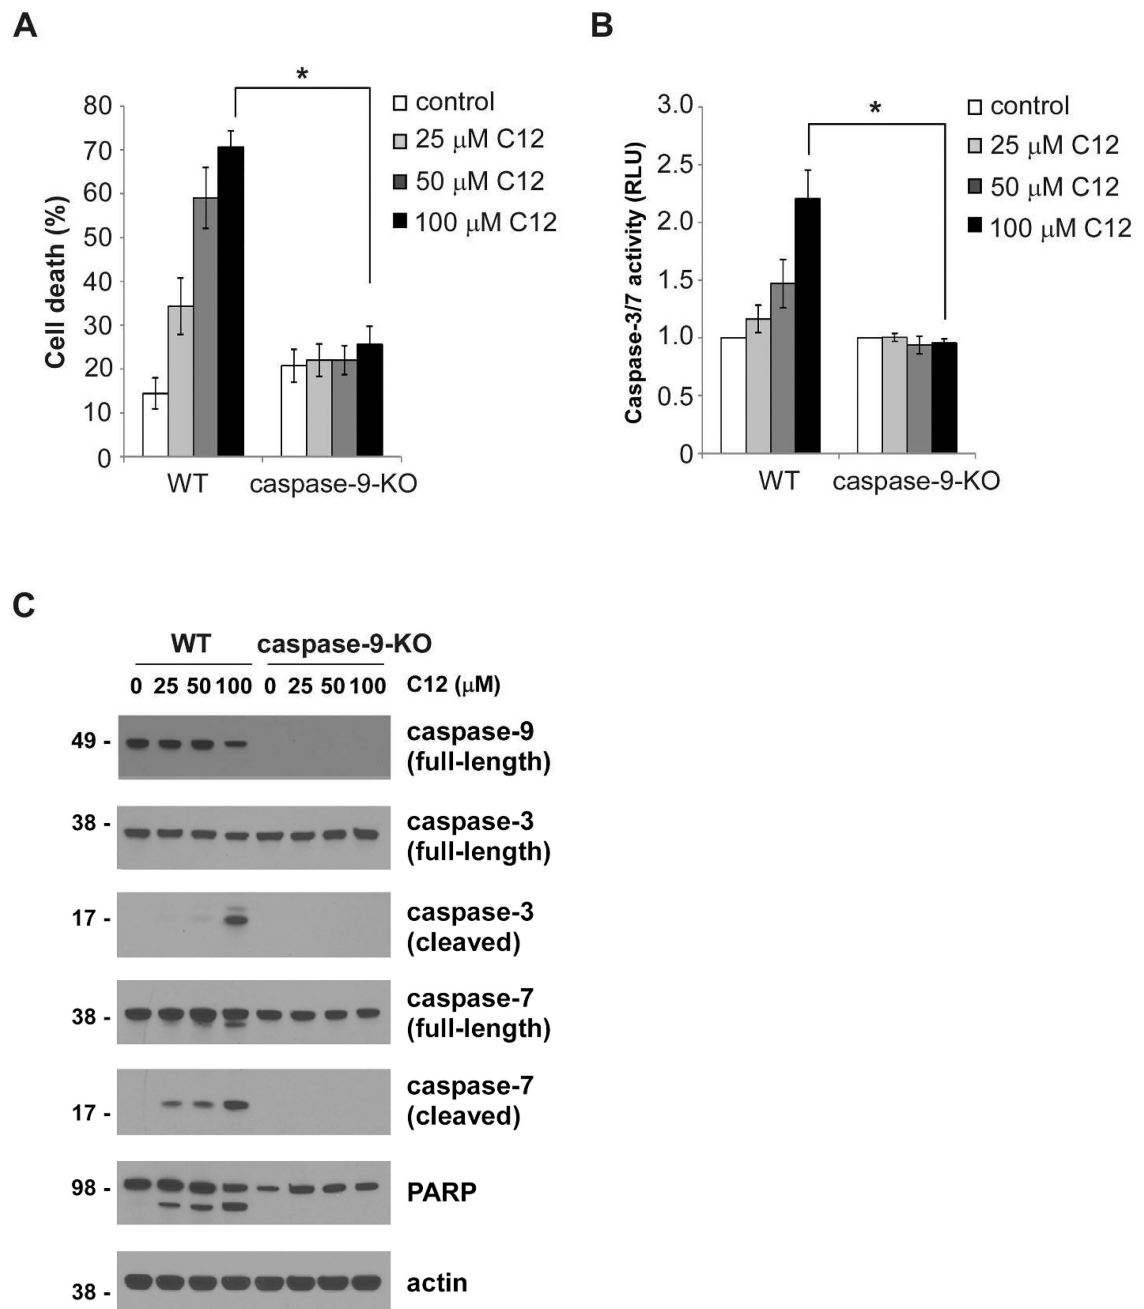 A
*
80
70
60
50
40
30
20
10
0
Cell death (%)
control
25 μM C12
50 μM C12
100 μM C12
WT caspase-9-KO
B
*
3.0
2.5
2.0
1.5
1.0
0.5
0
Caspase-3/7 activity (RLU)
control
25 μM C12
50 μM C12
100 μM C12
WT caspase-9-KO
C
WT caspase-9-KO
0 25 50 100 0 25 50 100 C12 (μM)
49 -
caspase-9
(full-length)
38 -
caspase-3
(full-length)
17 -
caspase-3
(cleaved)
38 -
caspase-7
(full-length)
17 -
caspase-7
(cleaved)
98 -
PARP
38 -
actin